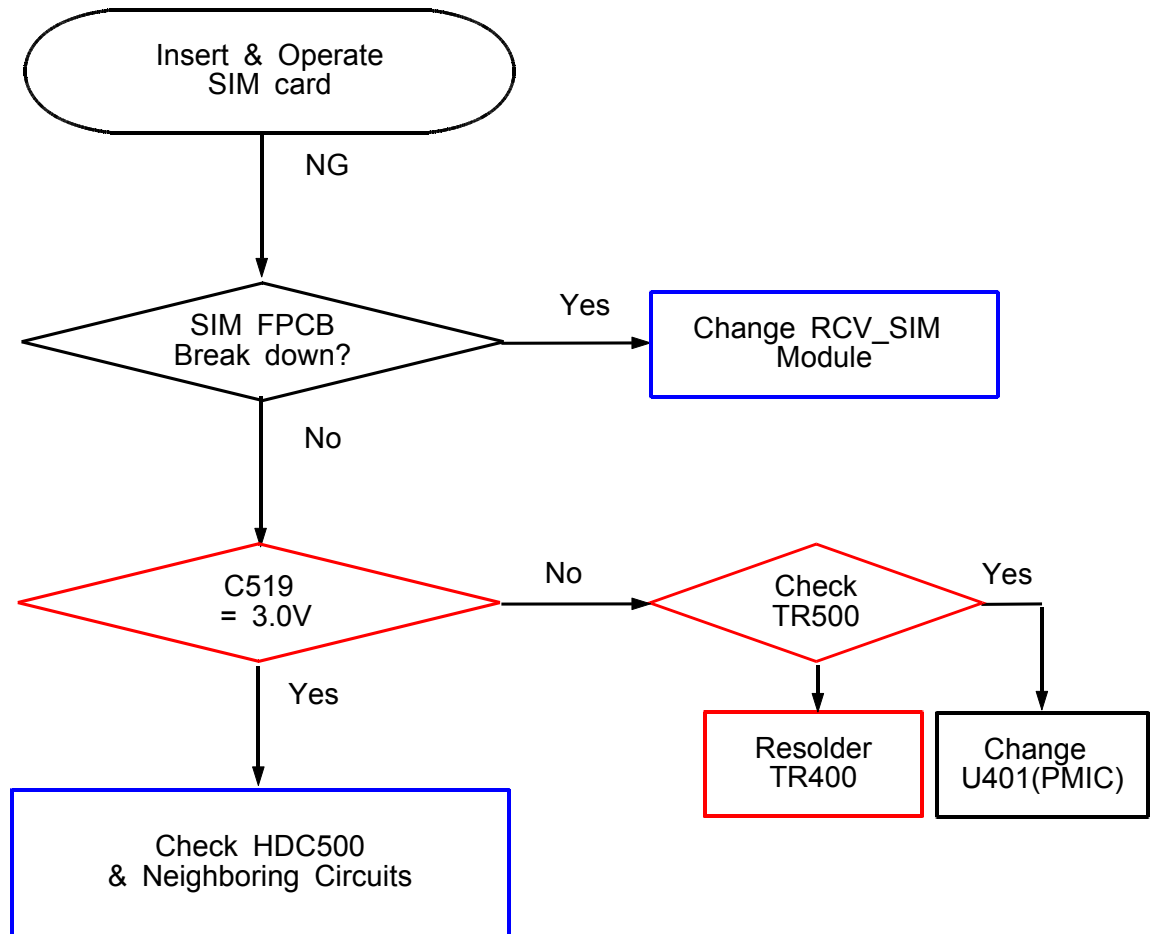 Insert & Operate
SIM card
NG
SIM FPCB
Break down?
Yes
Change RCV_SIM
Module
No
C519
= 3.0V
No
Check
TR500
Yes
Yes
Resolder
TR400
Change
U401(PMIC)
Check HDC500
& Neighboring Circuits